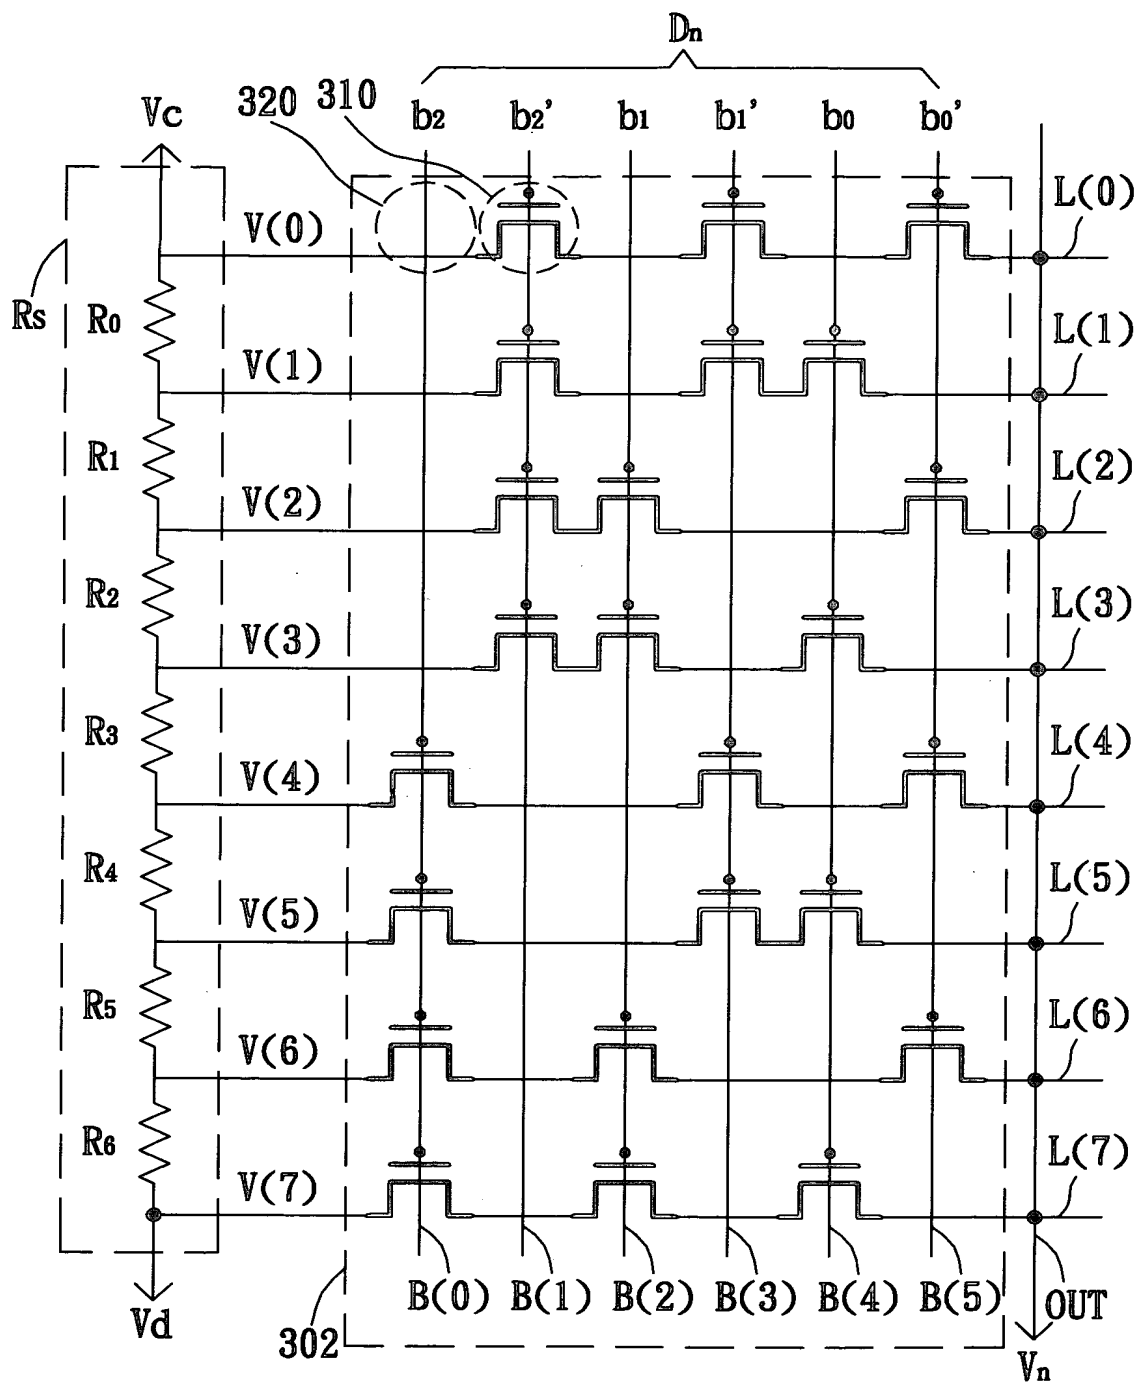 Dn
320 310 b2 b2' b1 b1' b0 b0'
Vc
V(0) L(0)
Rs R0
V(1) L(1)
R1
V(2) L(2)
R2
V(3) L(3)
R3
V(4) L(4)
R4
V(5) L(5)
R5
V(6) L(6)
R6
V(7) L(7)
Vd 302 B(0) B(1) B(2) B(3) B(4) B(5) OUT
Vn